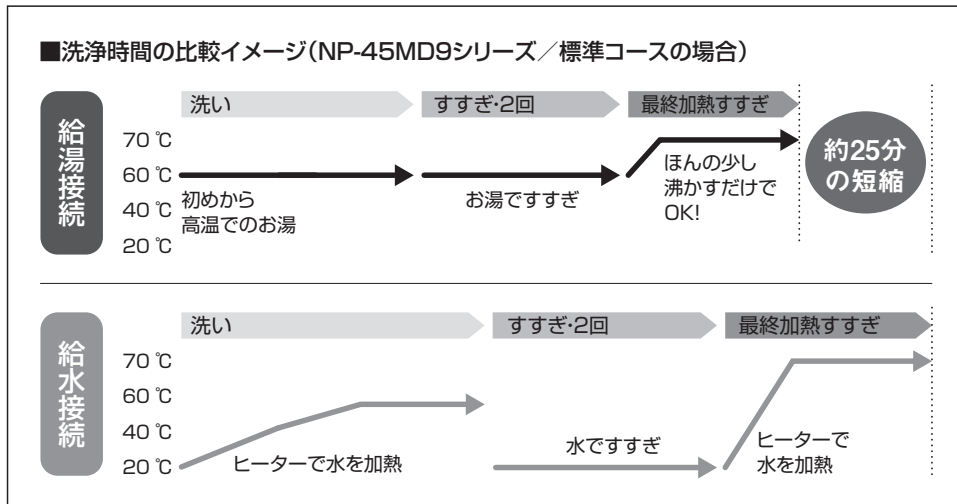 ■洗浄時間の比較イメージ(NP-45MD9シリーズ／標準コースの場合)
給湯接続
洗い
すすぎ・2回
最終加熱すすぎ
70℃
60℃
40℃
20℃
初めから
高温でのお湯
お湯ですすぎ
ほんの少し
沸かすだけで
OK!
約25分
の短縮
給水接続
洗い
すすぎ・2回
最終加熱すすぎ
70℃
60℃
40℃
20℃
ヒーターで水を加熱
水ですすぎ
ヒーターで
水を加熱